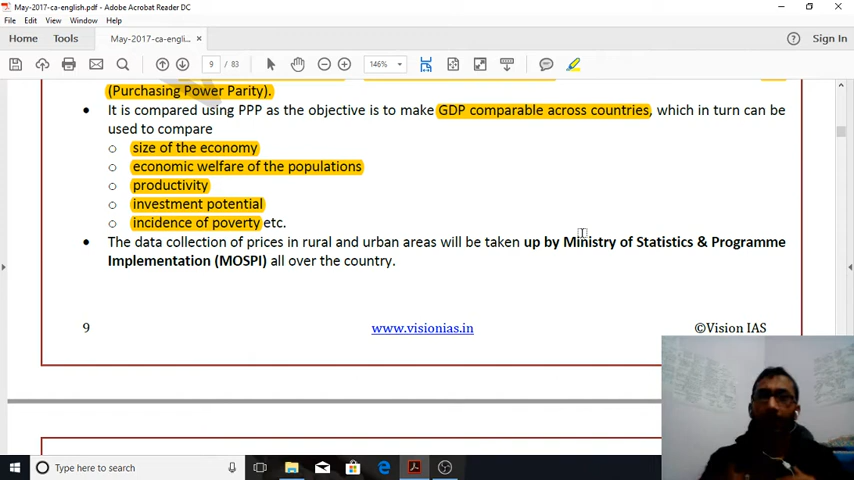 May-2017-ca-english.pdf - Adobe Acrobat Reader DC
File Edit View Window Help
Home Tools May-2017-ca-engli... × Sign In
9 / 83 146%
(Purchasing Power Parity).
• It is compared using PPP as the objective is to make GDP comparable across countries, which in turn can be
used to compare
o size of the economy
o economic welfare of the populations
o productivity
o investment potential
o incidence of poverty etc.
• The data collection of prices in rural and urban areas will be taken up by Ministry of Statistics & Programme
Implementation (MOSPI) all over the country.
9 www.visionias.in ©Vision IAS
Type here to search